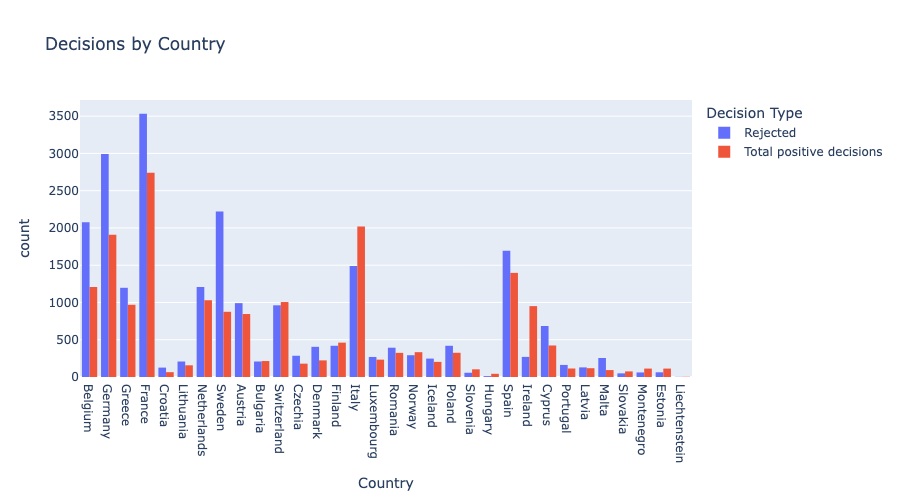 Decisions by Country
Decision Type
Rejected
Total positive decisions
count
3500
3000
2500
2000
1500
1000
500
0
Belgium
Germany
Greece
France
Croatia
Lithuania
Netherlands
Sweden
Austria
Bulgaria
Switzerland
Czechia
Denmark
Finland
Italy
Luxembourg
Romania
Norway
Iceland
Poland
Slovenia
Hungary
Spain
Ireland
Cyprus
Portugal
Latvia
Malta
Slovakia
Montenegro
Estonia
Liechtenstein
Country